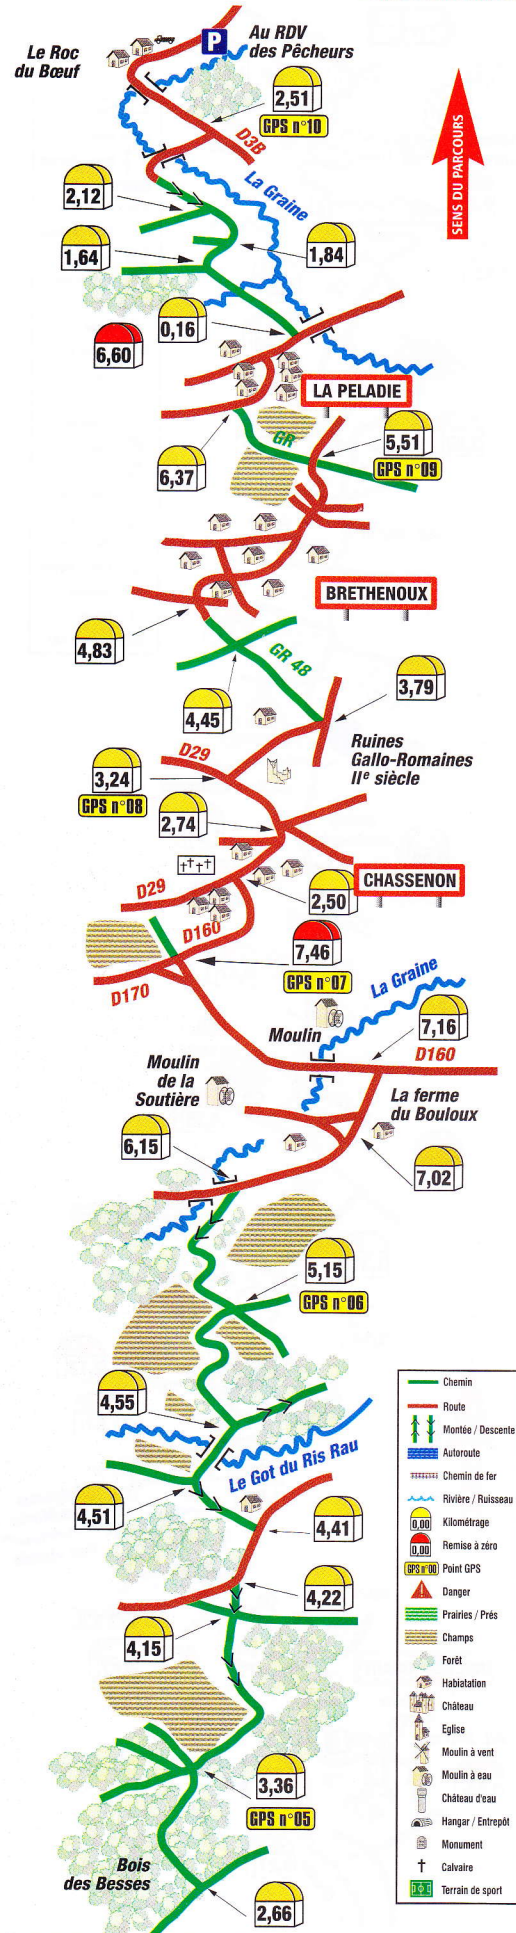 P
Au RDV
des Pêcheurs
Le Roc
du Bœuf
2,51
GPS n°10
D3B
SENS DU PARCOURS
2,12
La Graine
1,64
1,84
0,16
6,60
LA PELADIE
GR
5,51
GPS n°09
6,37
BRETHENOUX
4,83
GR 48
4,45
3,79
D29
Ruines
Gallo-Romaines
IIe siècle
3,24
GPS n°08
2,74
D29
2,50
CHASSENON
D160
7,46
GPS n°07
D170
La Graine
Moulin
7,16
D160
Moulin
de la
Soutière
La ferme
du Bouloux
6,15
7,02
5,15
GPS n°06
4,55
Le Got du Ris Rau
4,51
4,41
4,22
4,15
3,36
GPS n°05
Bois
des Besses
2,66
Chemin
Route
Montée / Descente
Autoroute
Chemin de fer
Rivière / Ruisseau
0,00 Kilométrage
0,00 Remise à zéro
GPS n°00 Point GPS
Danger
Prairies / Prés
Champs
Forêt
Habiatation
Château
Eglise
Moulin à vent
Moulin à eau
Château d'eau
Hangar / Entrepôt
Monument
Calvaire
Terrain de sport